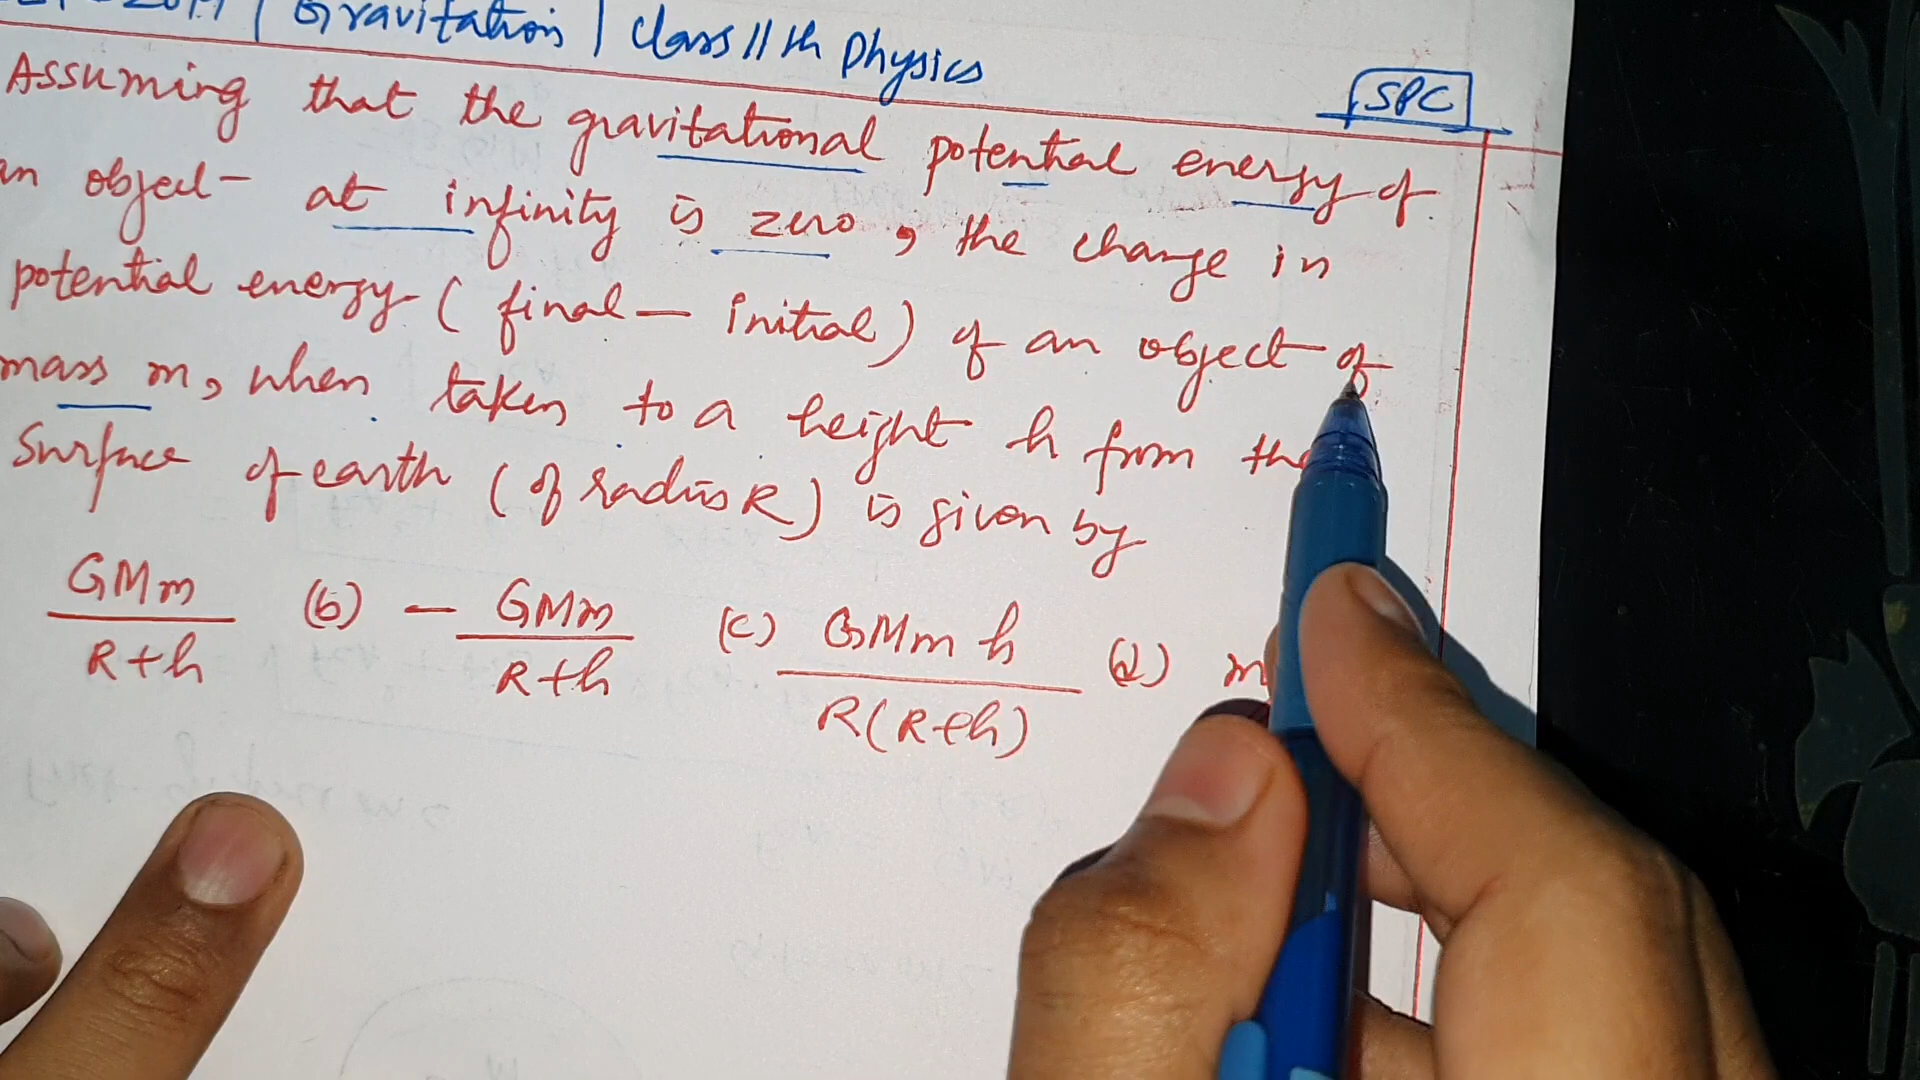 Gravitation | Class 11th Physics
SPC
Assuming that the gravitational potential energy of
an object at infinity is zero, the change in
potential energy (final - initial) of an object of
mass m, when taken to a height h from the
Surface of earth (of radius R) is given by
GMm / R+h (b) - GMm / R+h (c) GMm h / R(R+h) (d) m